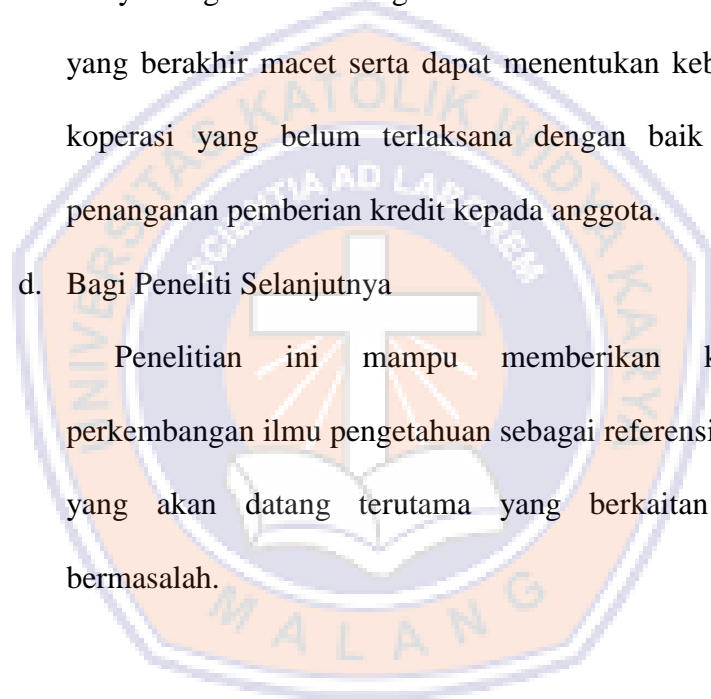 yang berakhir macet serta dapat menentukan
koperasi yang belum terlaksana dengan baik
penanganan pemberian kredit kepada anggota.
d. Bagi Peneliti Selanjutnya
Penelitian ini mampu memberikan
perkembangan ilmu pengetahuan sebagai referensi
yang akan datang terutama yang berkaitan
bermasalah.
UNIVERSITAS KATOLIK WIDYA KARYA
SCIENTIA AD LABOREM
MALANG